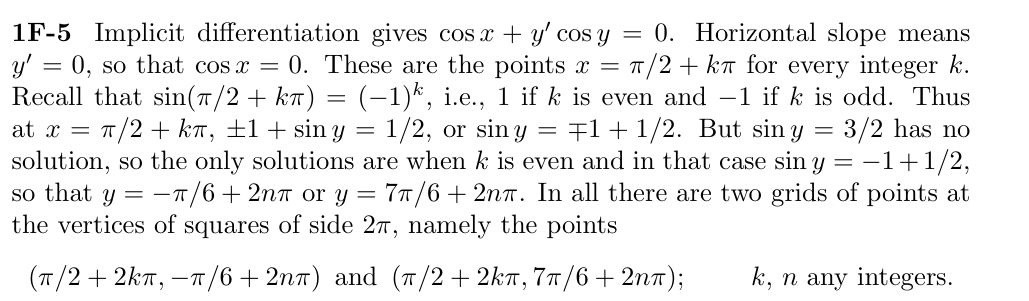 1F-5 Implicit differentiation gives cos x + y′ cos y = 0. Horizontal slope means
y′ = 0, so that cos x = 0. These are the points x = π/2 + kπ for every integer k.
Recall that sin(π/2 + kπ) = (−1)^k, i.e., 1 if k is even and −1 if k is odd. Thus
at x = π/2 + kπ, ±1 + sin y = 1/2, or sin y = ∓1 + 1/2. But sin y = 3/2 has no
solution, so the only solutions are when k is even and in that case sin y = −1 + 1/2,
so that y = −π/6 + 2nπ or y = 7π/6 + 2nπ. In all there are two grids of points at
the vertices of squares of side 2π, namely the points
(π/2 + 2kπ, −π/6 + 2nπ) and (π/2 + 2kπ, 7π/6 + 2nπ); k, n any integers.